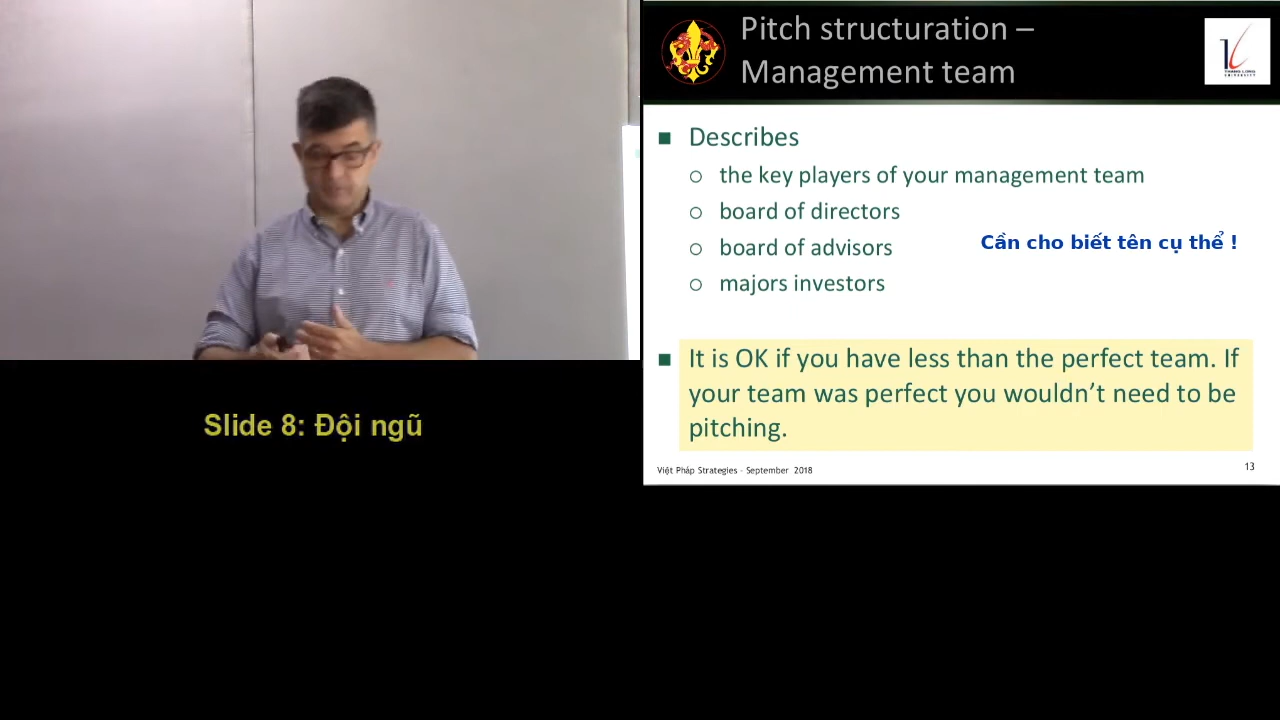 Pitch structuration –
Management team
THANG LONG
UNIVERSITY
■ Describes
○ the key players of your management team
○ board of directors
○ board of advisors
○ majors investors
Cần cho biết tên cụ thể !
■ It is OK if you have less than the perfect team. If
your team was perfect you wouldn’t need to be
pitching.
Việt Pháp Strategies - September 2018
13
Slide 8: Đội ngũ